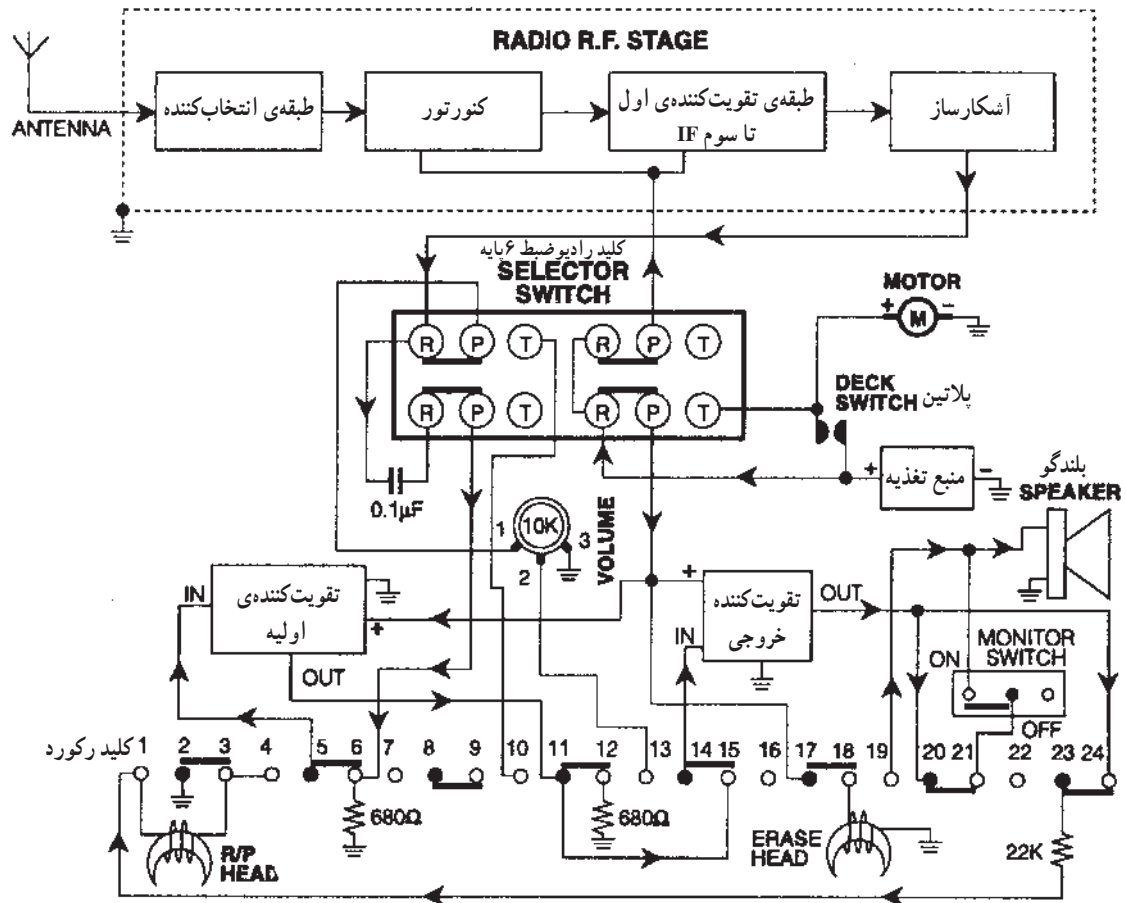 RADIO R.F. STAGE
ANTENNA
طبقه‌ی انتخاب‌کننده
کنورتور
طبقه‌ی تقویت‌کننده‌ی اول
تا سوم IF
آشکارساز
کلید رادیوضبط ۶پایه
SELECTOR
SWITCH
MOTOR
+ M -
R P T R P T
R P T R P T
DECK
SWITCH پلاتین
0.1µF
+ منبع تغذیه -
بلندگو
SPEAKER
10K
1
2
3
VOLUME
IN
تقویت‌کننده‌ی
اولیه
+
OUT
+
تقویت‌کننده
خروجی
IN
OUT
MONITOR
SWITCH
ON
OFF
کلید رکورد 1 2 3 4 5 6 7 8 9 10 11 12 13 14 15 16 17 18 19 20 21 22 23 24
680Ω
680Ω
R/P
HEAD
ERASE
HEAD
22K